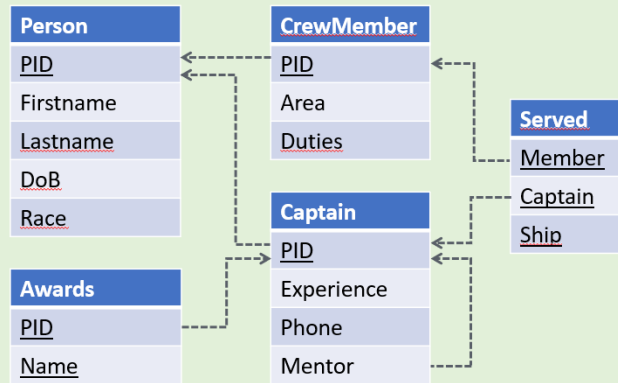 Person
PID
Firstname
Lastname
DoB
Race
CrewMember
PID
Area
Duties
Served
Member
Captain
Ship
Captain
PID
Experience
Phone
Mentor
Awards
PID
Name